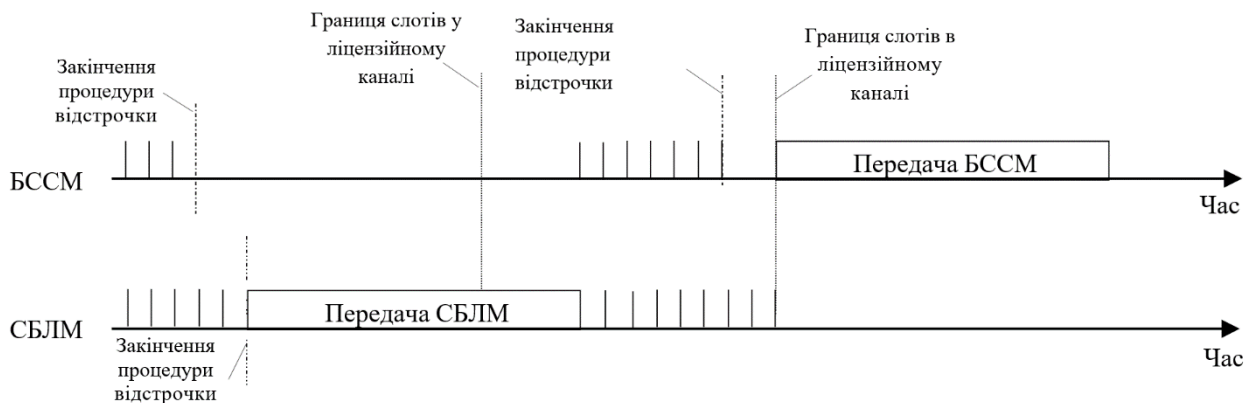 Закінчення
процедури
відстрочки
Границя слотів у
ліцензійному
каналі
Закінчення
процедури
відстрочки
Границя слотів в
ліцензійному
каналі
БССМ
Передача БССМ
Час
СБЛМ
Передача СБЛМ
Час
Закінчення
процедури
відстрочки